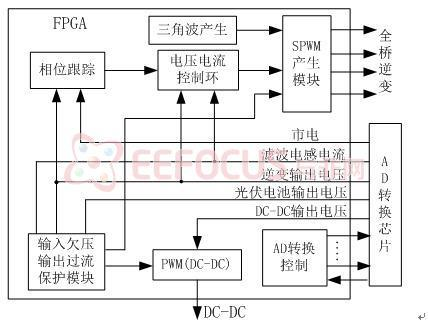 FPGA
三角波产生
相位跟踪
电压电流
控制环
SPWM
产生
模块
全
桥
逆
变
市电
滤波电感电流
逆变输出电压
光伏电池输出电压
DC-DC输出电压
A
D
转
换
芯
片
输入欠压
输出过流
保护模块
PWM(DC-DC)
AD转换
控制
DC-DC
EEFOCUS